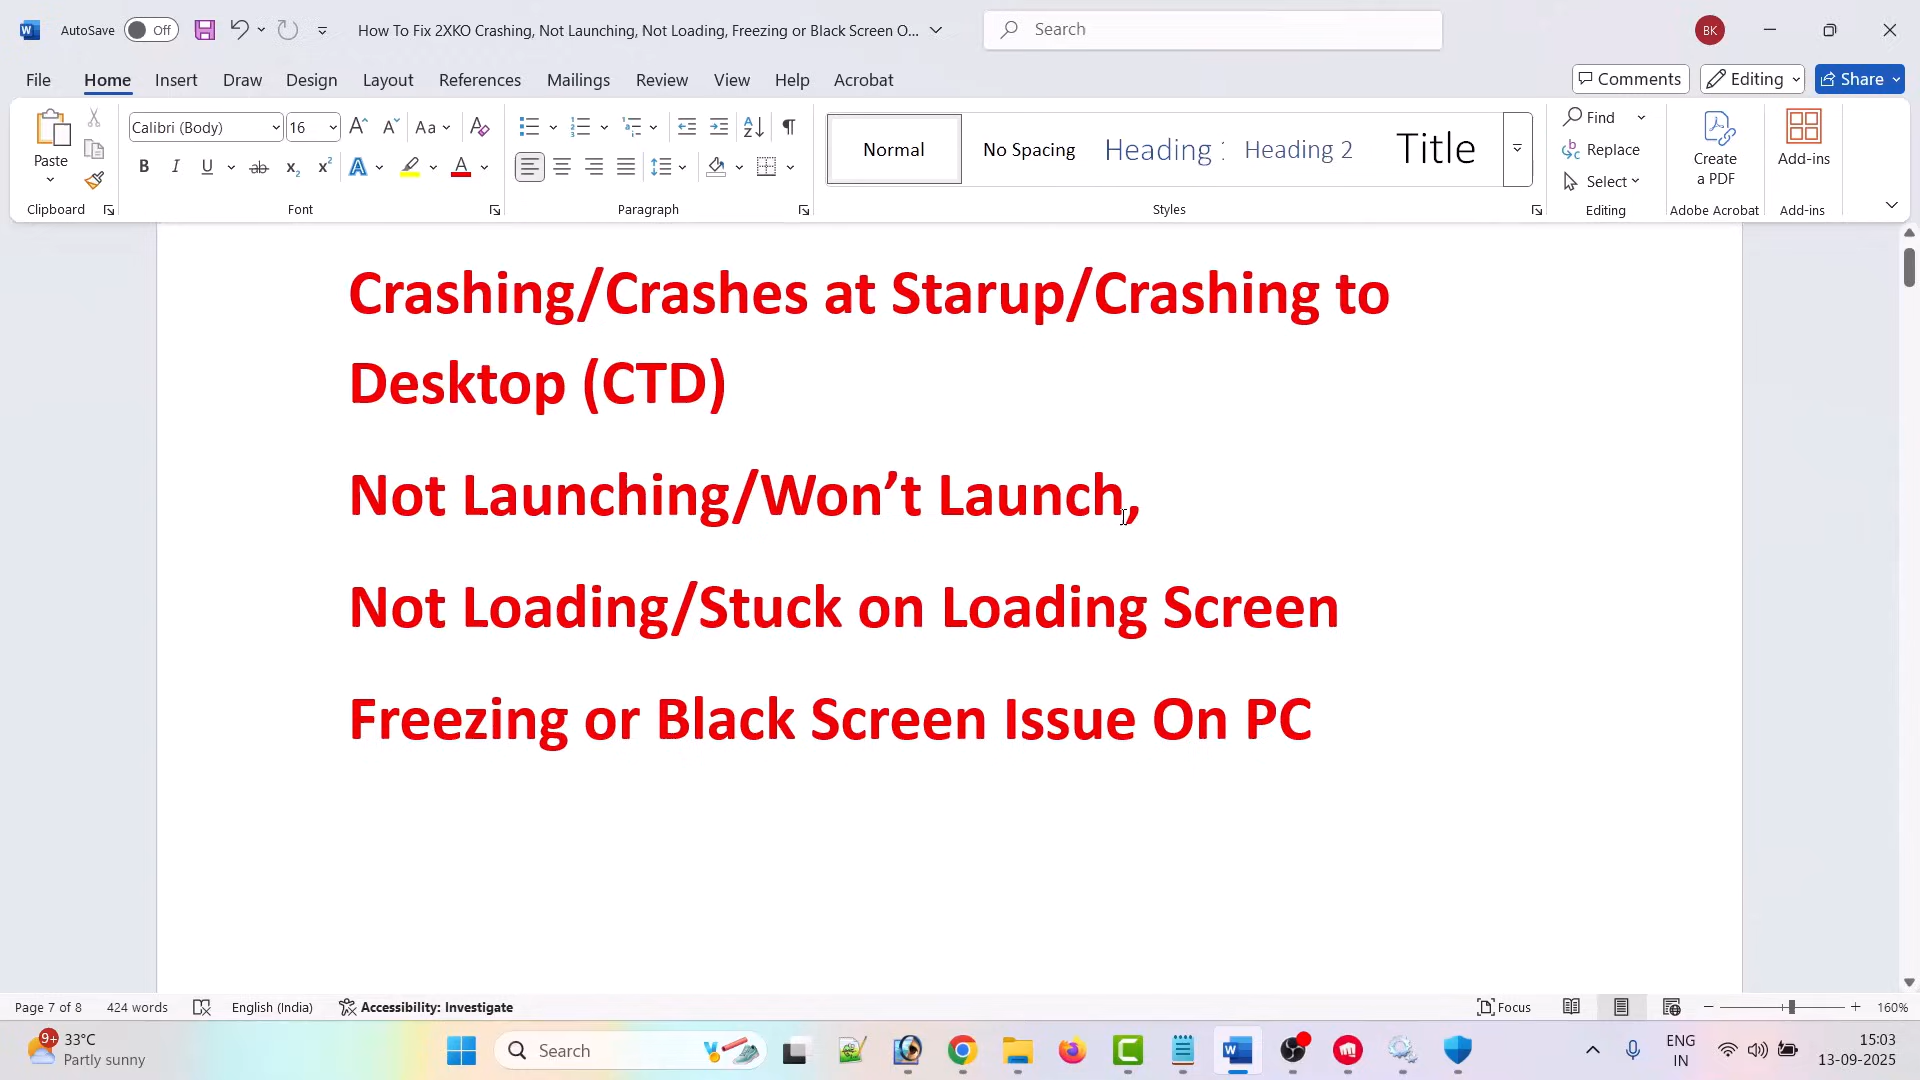 AutoSave Off How To Fix 2XKO Crashing, Not Launching, Not Loading, Freezing or Black Screen O... Search BK
File Home Insert Draw Design Layout References Mailings Review View Help Acrobat Comments Editing Share
Paste
Clipboard
Calibri (Body) 16
Font
Paragraph
Normal No Spacing Heading 1 Heading 2 Title
Styles
Find
Replace
Select
Editing
Create
a PDF
Adobe Acrobat
Add-ins
Add-ins
Crashing/Crashes at Starup/Crashing to
Desktop (CTD)
Not Launching/Won’t Launch,
Not Loading/Stuck on Loading Screen
Freezing or Black Screen Issue On PC
Page 7 of 8 424 words English (India) Accessibility: Investigate Focus 160%
9+ 33°C
Partly sunny
Search
ENG
IN
15:03
13-09-2025